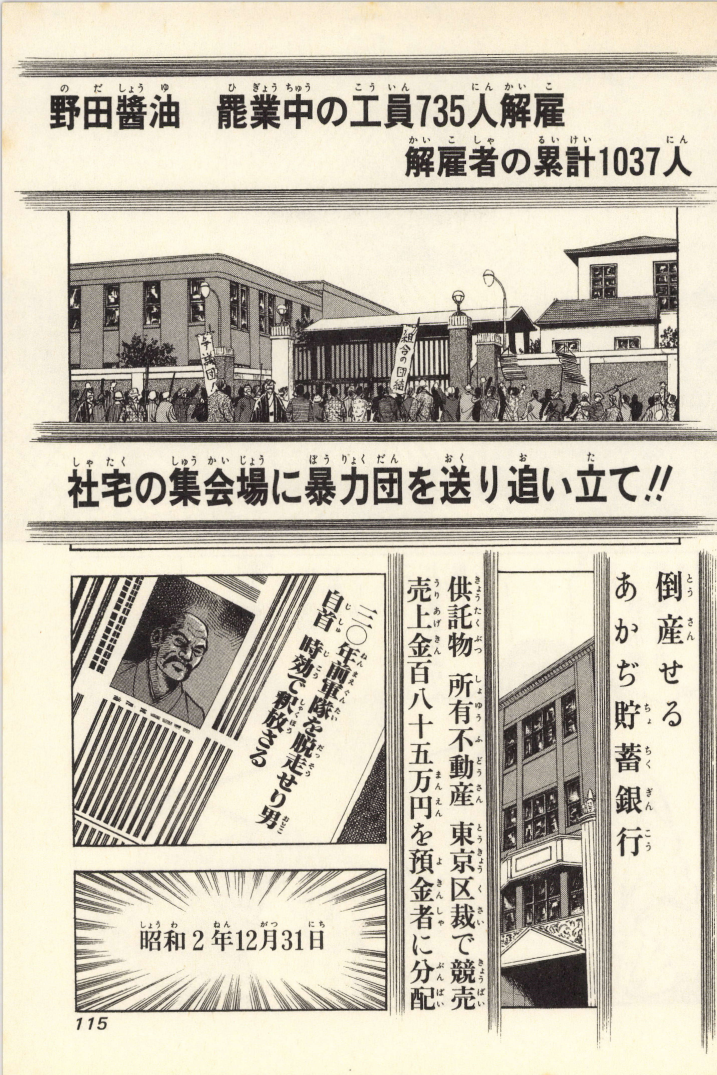 野田醬油　罷業中の工員735人解雇
解雇者の累計1037人
争議団
組合の団結
社宅の集会場に暴力団を送り追い立て!!
倒産せる
あかぢ貯蓄銀行
供託物　所有不動産　東京区裁で競売
売上金百八十五万円を預金者に分配
三〇年前軍隊を脱走せり男
自首　時効で釈放さる
昭和2年12月31日
115